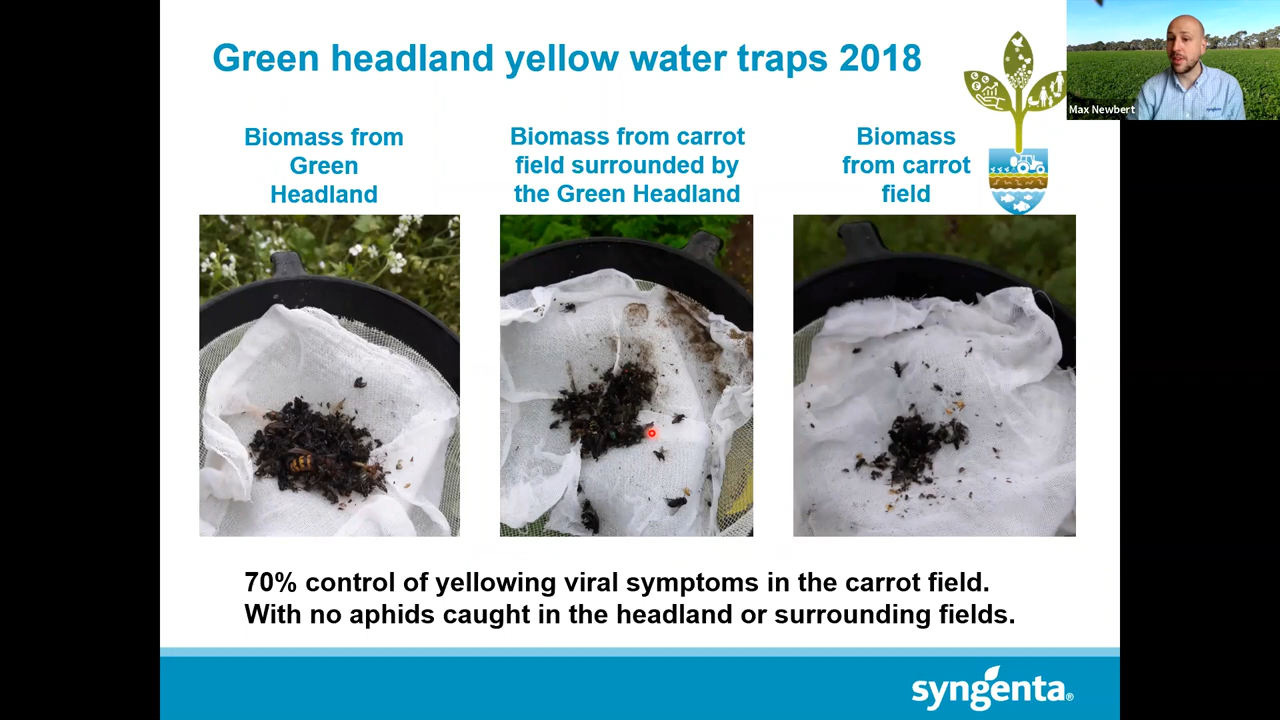 Green headland yellow water traps 2018
Max Newbert
Biomass from
Green
Headland
Biomass from carrot
field surrounded by
the Green Headland
Biomass
from carrot
field
70% control of yellowing viral symptoms in the carrot field.
With no aphids caught in the headland or surrounding fields.
syngenta®